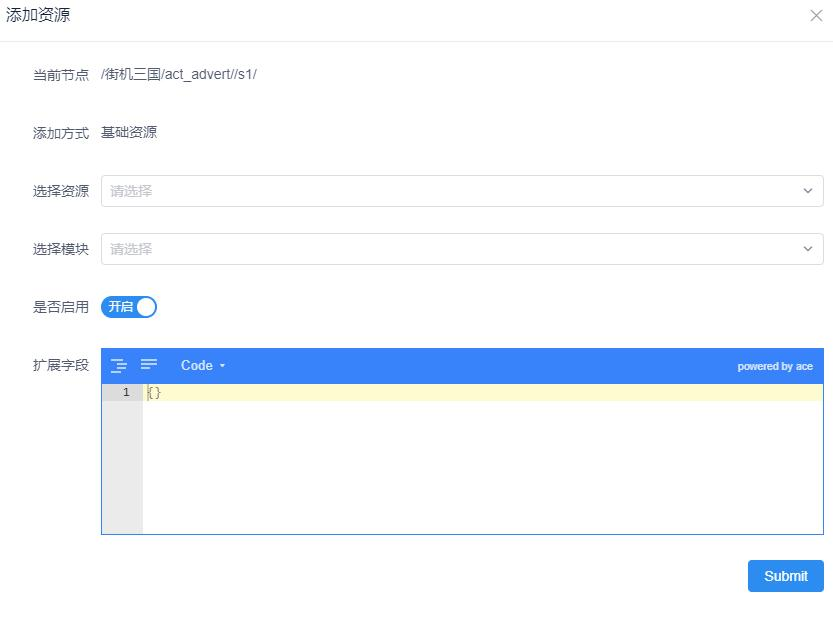 添加资源
当前节点 /街机三国/act_advert//s1/
添加方式 基础资源
选择资源 请选择
选择模块 请选择
是否启用 开启
扩展字段 Code powered by ace
1 {}
Submit